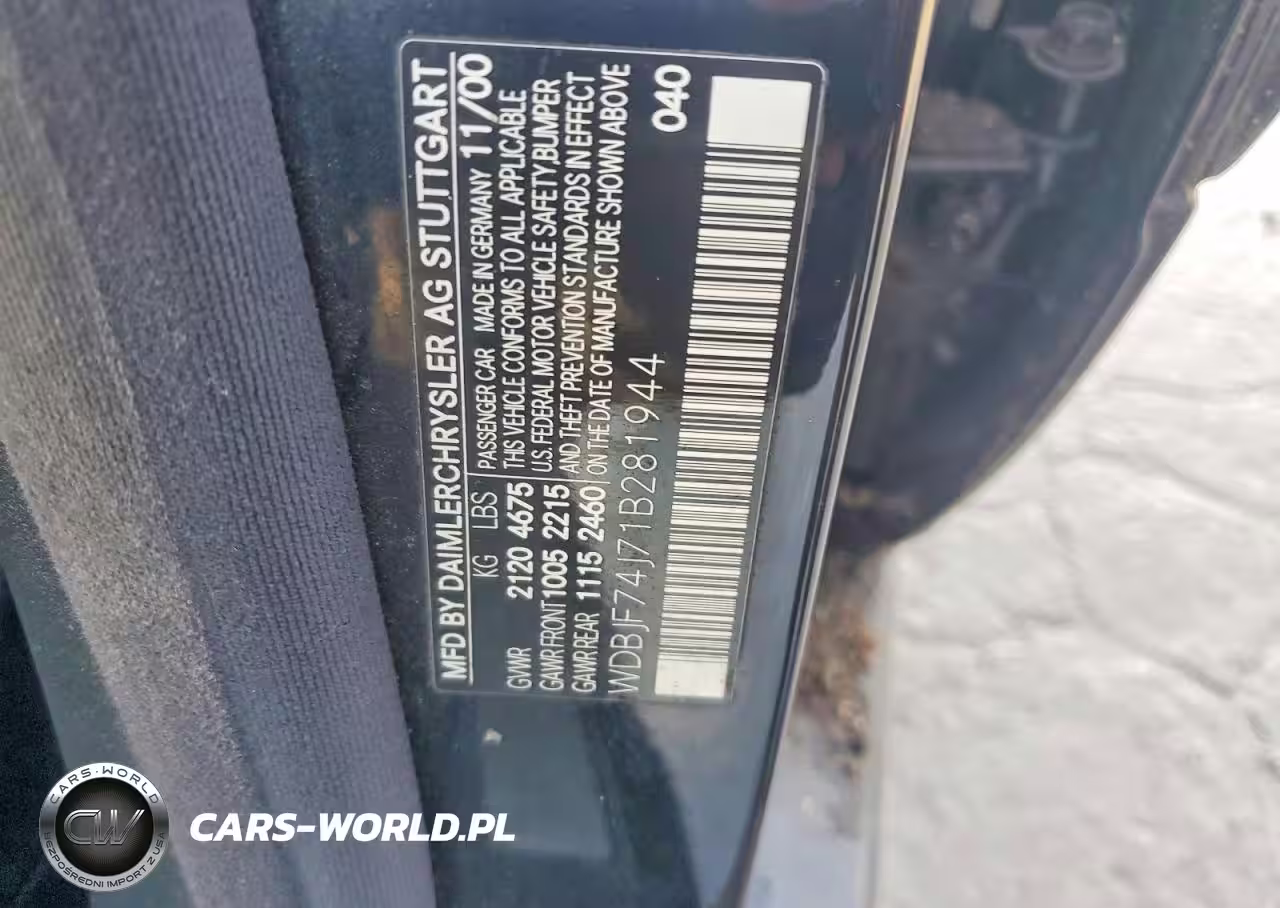 MFD BY DAIMLERCHRYSLER AG STUTTGART
KG LBS
GVWR 2120 4675
GAWR FRONT 1005 2215
GAWR REAR 1115 2460
PASSENGER CAR MADE IN GERMANY 11/00
THIS VEHICLE CONFORMS TO ALL APPLICABLE
U.S. FEDERAL MOTOR VEHICLE SAFETY,BUMPER
AND THEFT PREVENTION STANDARDS IN EFFECT
ON THE DATE OF MANUFACTURE SHOWN ABOVE
WDBJF74J71B281944
040
CARS-WORLD
CW
BEZPOŚREDNI IMPORT Z USA
CARS-WORLD.PL